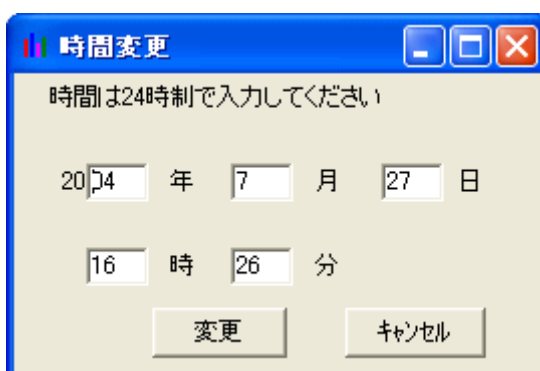 時間変更
時間は24時制で入力してください
2004 年 7 月 27 日
16 時 26 分
変更 ｷｬﾝｾﾙ